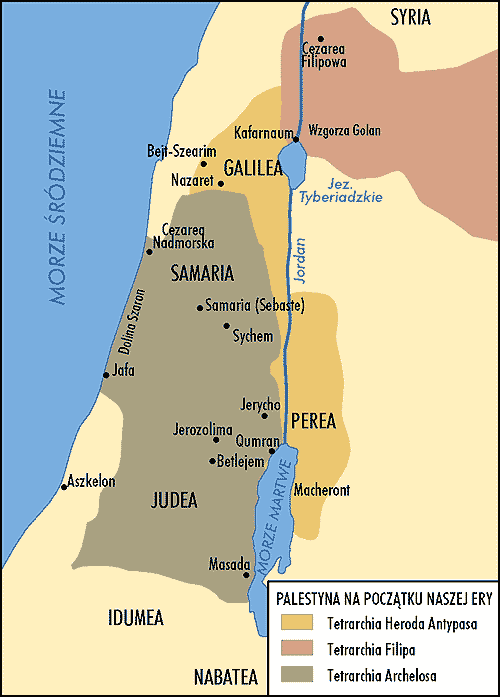 SYRIA
Cezarea
Filipowa
Kafarnaum
Wzgorza Golan
Bejt-Szearim
GALILEA
Nazaret
Jez.
Tyberiadzkie
MORZE ŚRÓDZIEMNE
Cezareą
Nadmorska
Jordan
SAMARIA
Dolina Szaron
Samaria (Sebaste)
Sychem
Jafa
Jerycho
PEREA
Jerozolima
Qumran
Betlejem
Aszkelon
Macheront
JUDEA
MORZE MARTWE
Masada
IDUMEA
NABATEA
PALESTYNA NA POCZĄTKU NASZEJ ERY
Tetrarchia Heroda Antypasa
Tetrarchia Filipa
Tetrarchia Archelosa